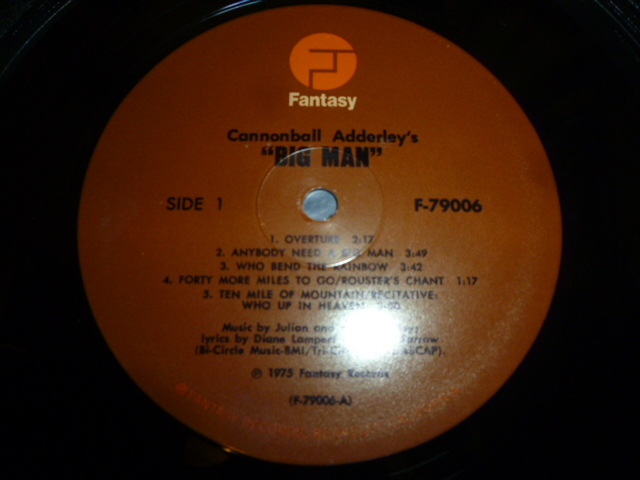 Fantasy
Cannonball Adderley's
"BIG MAN"
SIDE 1
F-79006
1. OVERTURE 2:17
2. ANYBODY NEED A BIG MAN 3:49
3. WHO BEND THE RAINBOW 3:42
4. FORTY MORE MILES TO GO/ROUSTER'S CHANT 1:17
5. TEN MILE OF MOUNTAIN/RECITATIVE:
WHO UP IN HEAVEN
Music by Julian and
lyrics by Diane Lampert
(Bi-Circle Music-BMI/
℗ 1975 Fantasy Records
(F-79006-A)